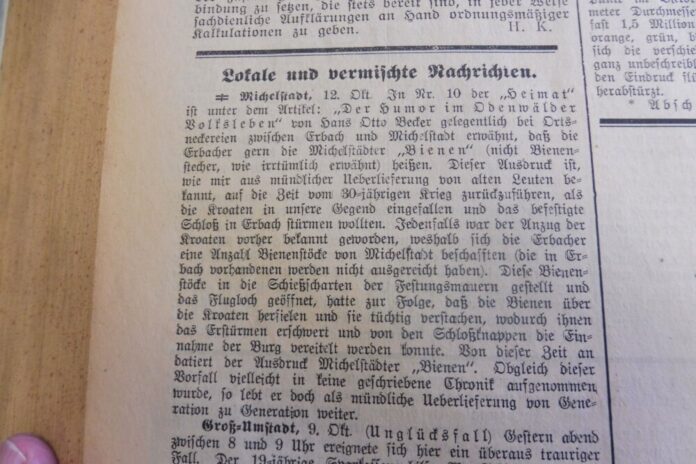 bindung zu setzen, die stets bereit sind, in jeder Weise
sachdienliche Aufklärungen an Hand ordnungsmäßiger
Kalkulationen zu geben. H. K.
Lokale und vermischte Nachrichten.
Michelstadt, 12. Okt. In Nr. 10 der „Heimat“
ist unter dem Artikel: „Der Humor im Odenwälder
Volksleben“ von Hans Otto Becker gelegentlich bei Orts-
neckereien zwischen Erbach und Michelstadt erwähnt, daß die
Erbacher gern die Michelstädter „Bienen“ (nicht Bienen-
stecher, wie irrtümlich erwähnt) heißen. Dieser Ausdruck ist,
wie mir aus mündlicher Ueberlieferung von alten Leuten be-
kannt, auf die Zeit vom 30-jährigen Krieg zurückzuführen, als
die Kroaten in unsere Gegend eingefallen und das befestigte
Schloß in Erbach stürmen wollten. Jedenfalls war der Anzug der
Kroaten vorher bekannt geworden, weshalb sich die Erbacher
eine Anzahl Bienenstöcke von Michelstadt beschafften (die in Er-
bach vorhandenen werden nicht ausgereicht haben). Diese Bienen-
stöcke in die Schießscharten der Festungsmauern gestellt und
das Flugloch geöffnet, hatte zur Folge, daß die Bienen über
die Kroaten herfielen und sie tüchtig verstachen, wodurch ihnen
das Erstürmen erschwert und von den Schloßknappen die Ein-
nahme der Burg vereitelt werden konnte. Von dieser Zeit an
datiert der Ausdruck Michelstädter „Bienen“. Obgleich dieser
Vorfall vielleicht in keine geschriebene Chronik aufgenommen
wurde, so lebt er doch als mündliche Ueberlieferung von Gene-
ration zu Generation weiter.
Groß-Umstadt, 9. Okt. (Unglücksfall) Gestern abend
zwischen 8 und 9 Uhr ereignete sich hier ein überaus trauriger
Fall. Der 19-jährige
meter Durchmesse
fast 1,5 Million
orange, grün, bl
sich die verschie
ganz unbeschreibl
den Eindruck fl
herabstürzt.
* Absch